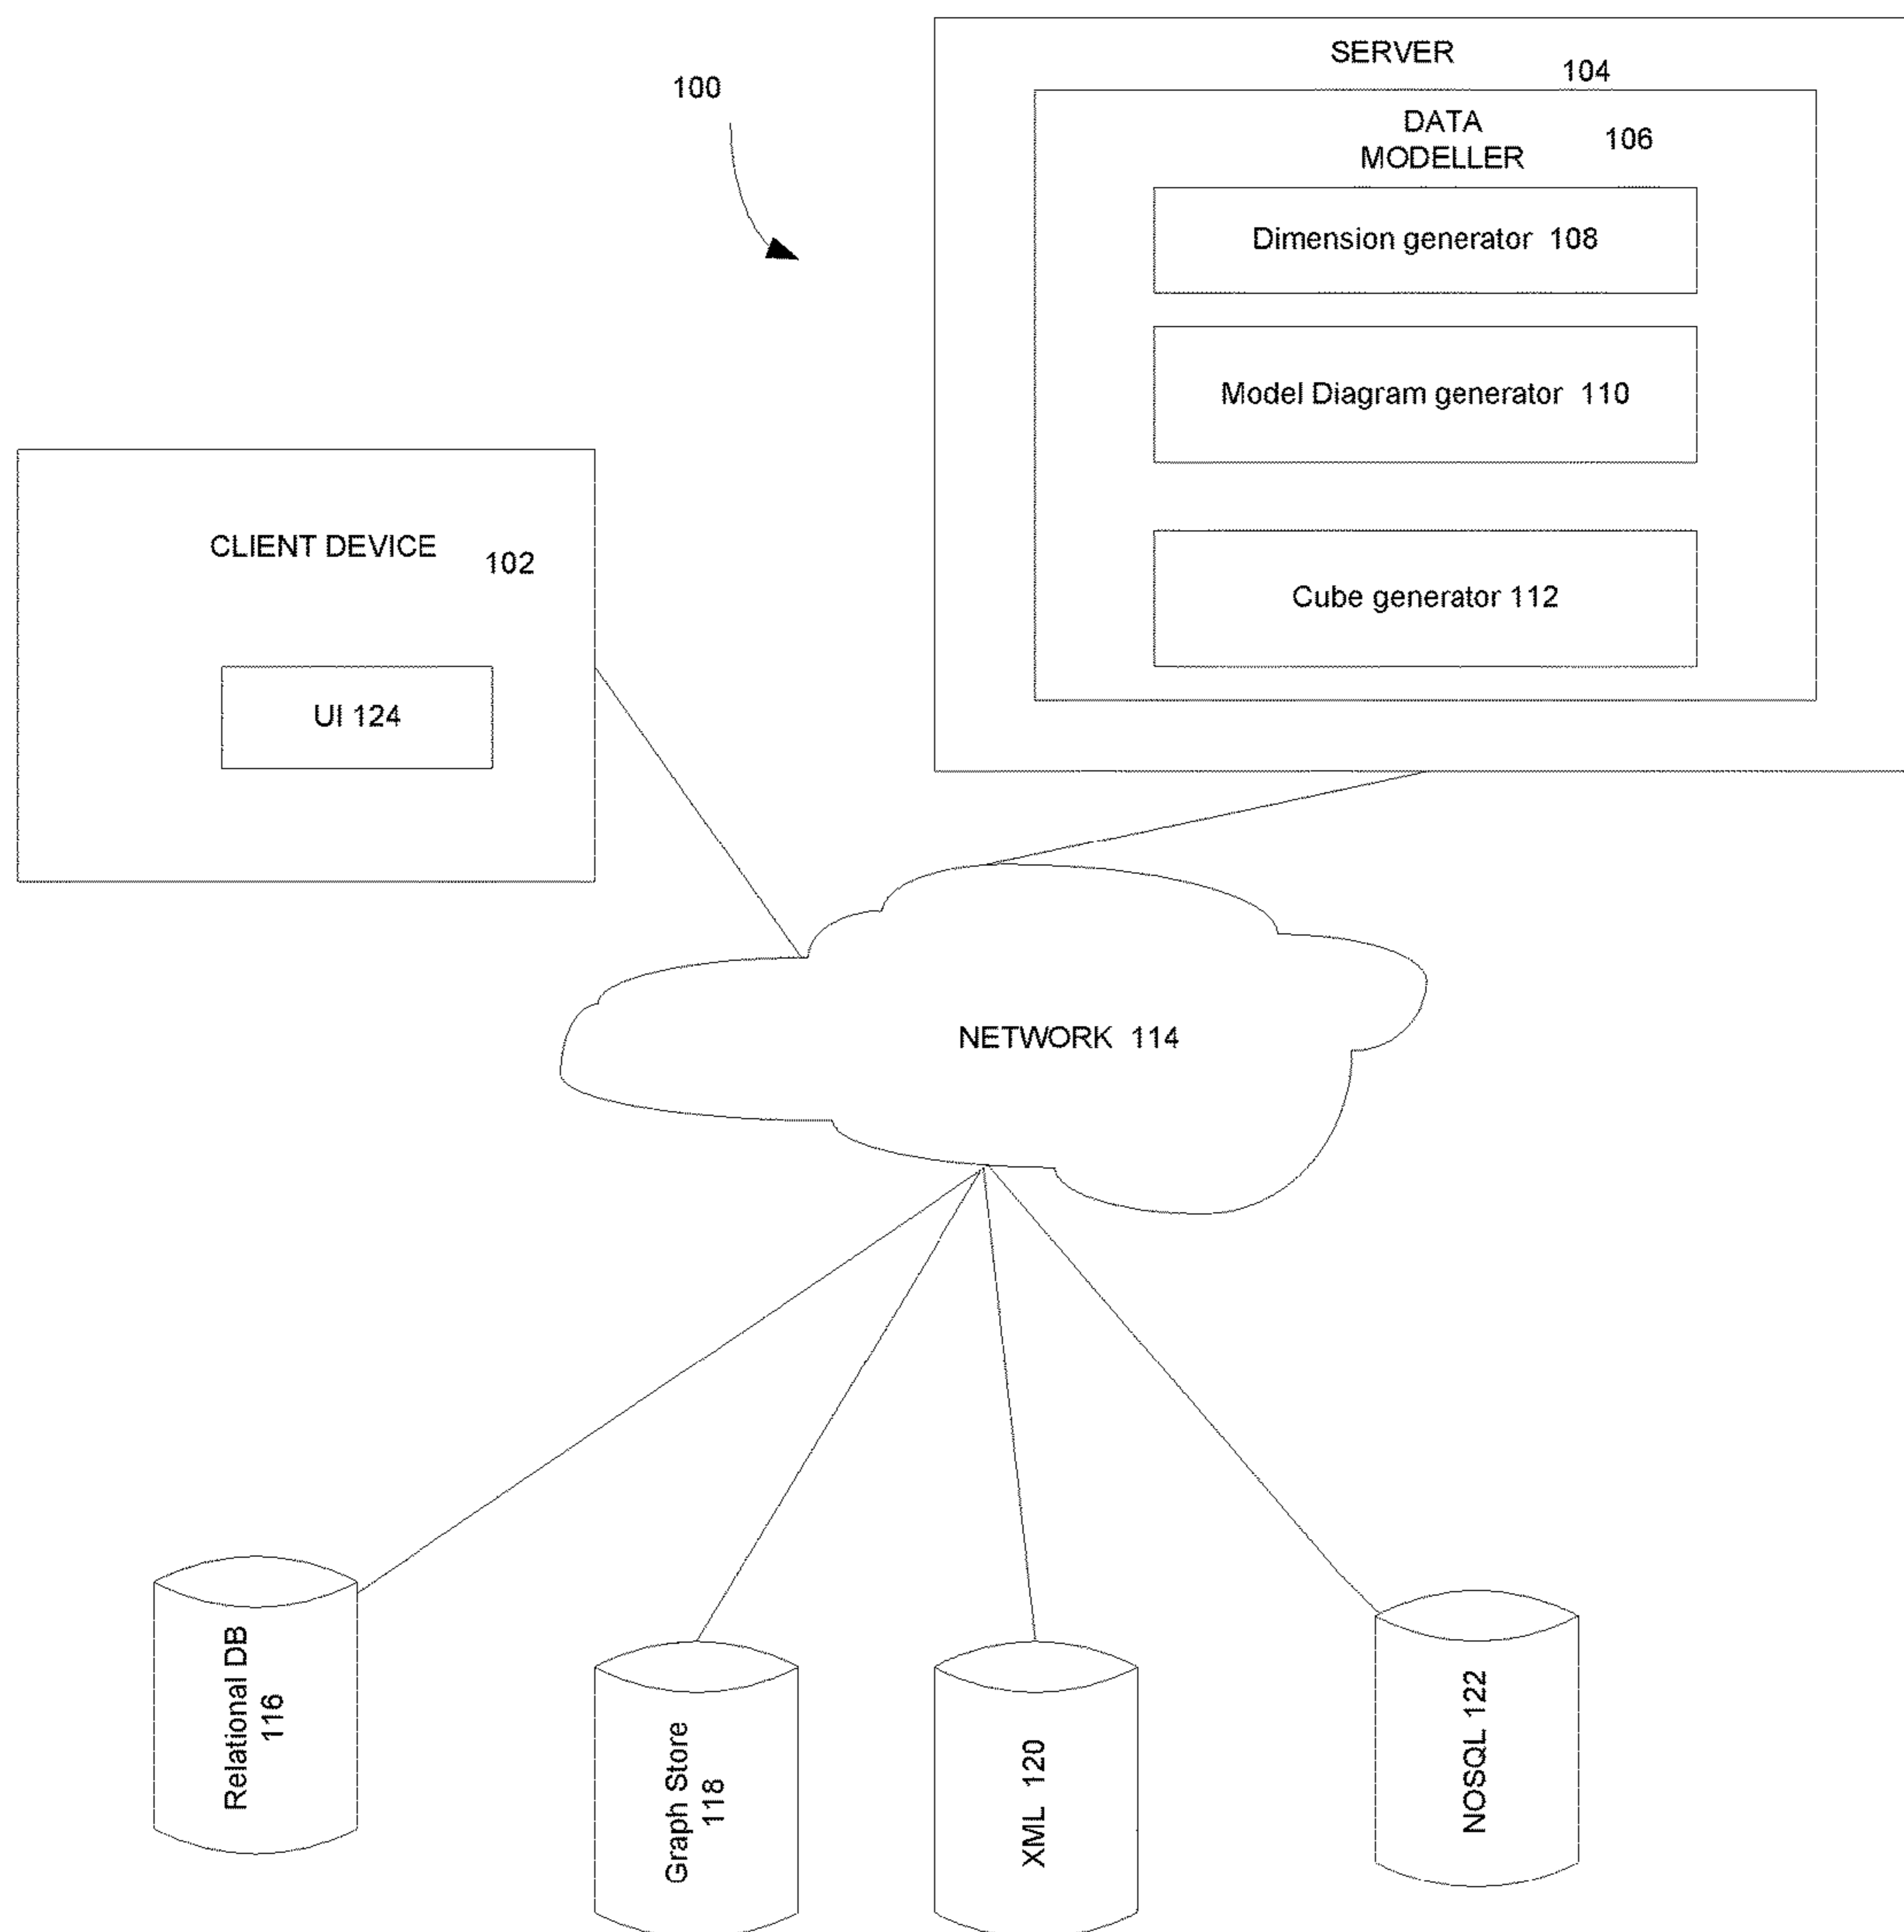 SERVER
104
100
DATA
MODELLER
106
Dimension generator 108
Model Diagram generator 110
CLIENT DEVICE
102
Cube generator 112
UI 124
NETWORK 114
Relational DB
116
Graph Store
118
XML 120
NOSQL 122